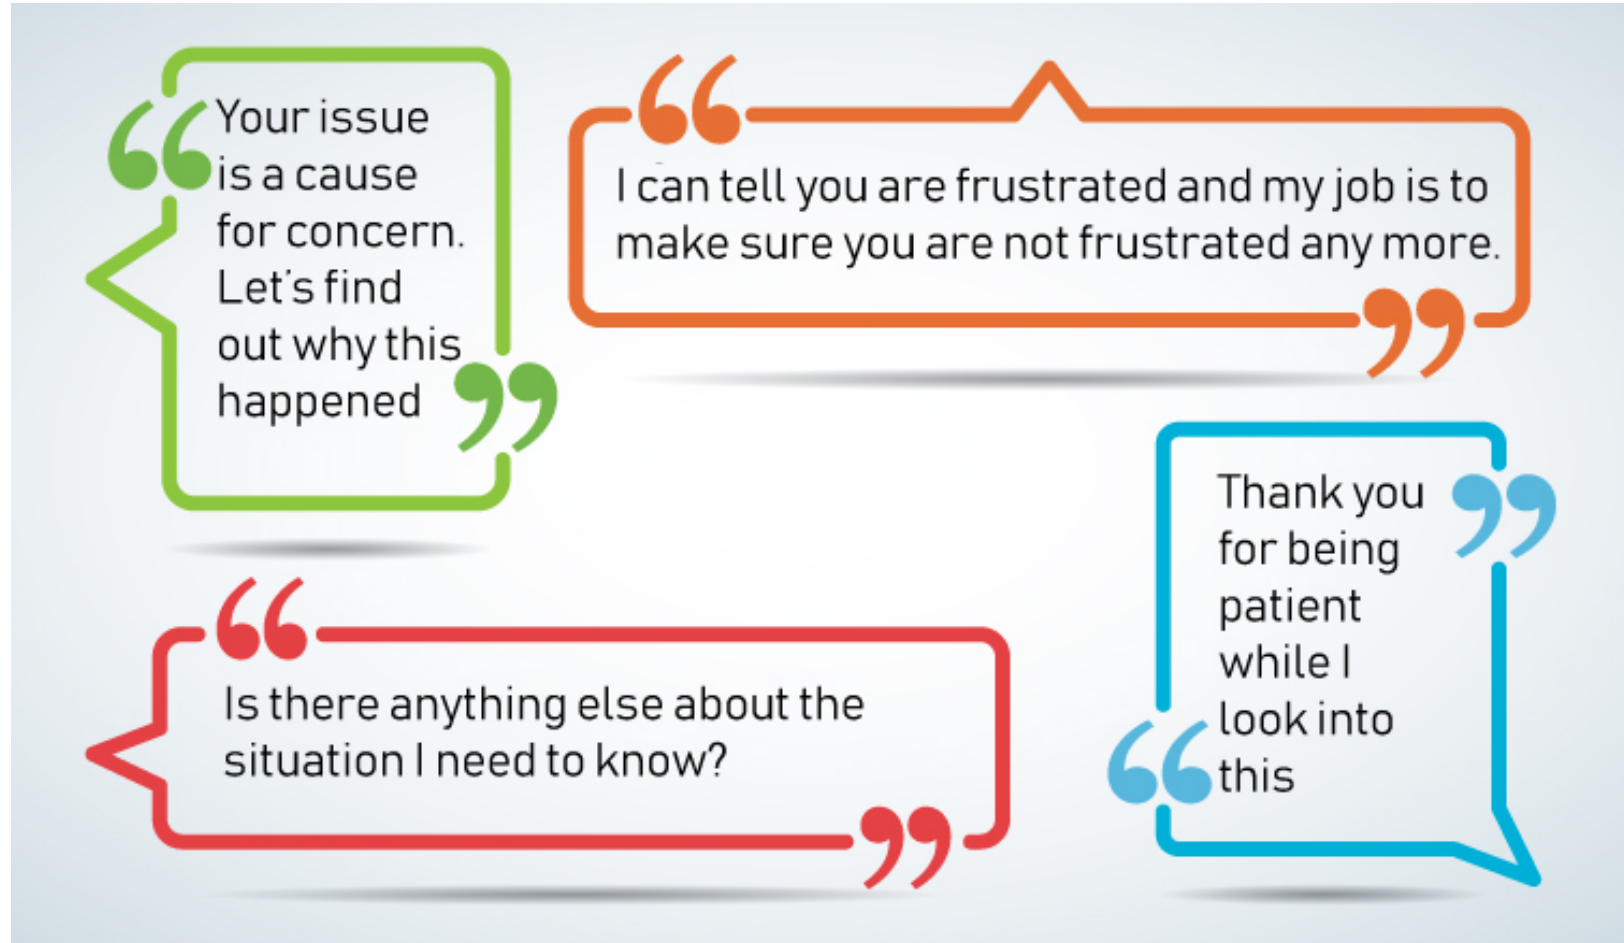 Your issue
is a cause
for concern.
Let's find
out why this
happened
I can tell you are frustrated and my job is to
make sure you are not frustrated any more.
Is there anything else about the
situation I need to know?
Thank you
for being
patient
while I
look into
this